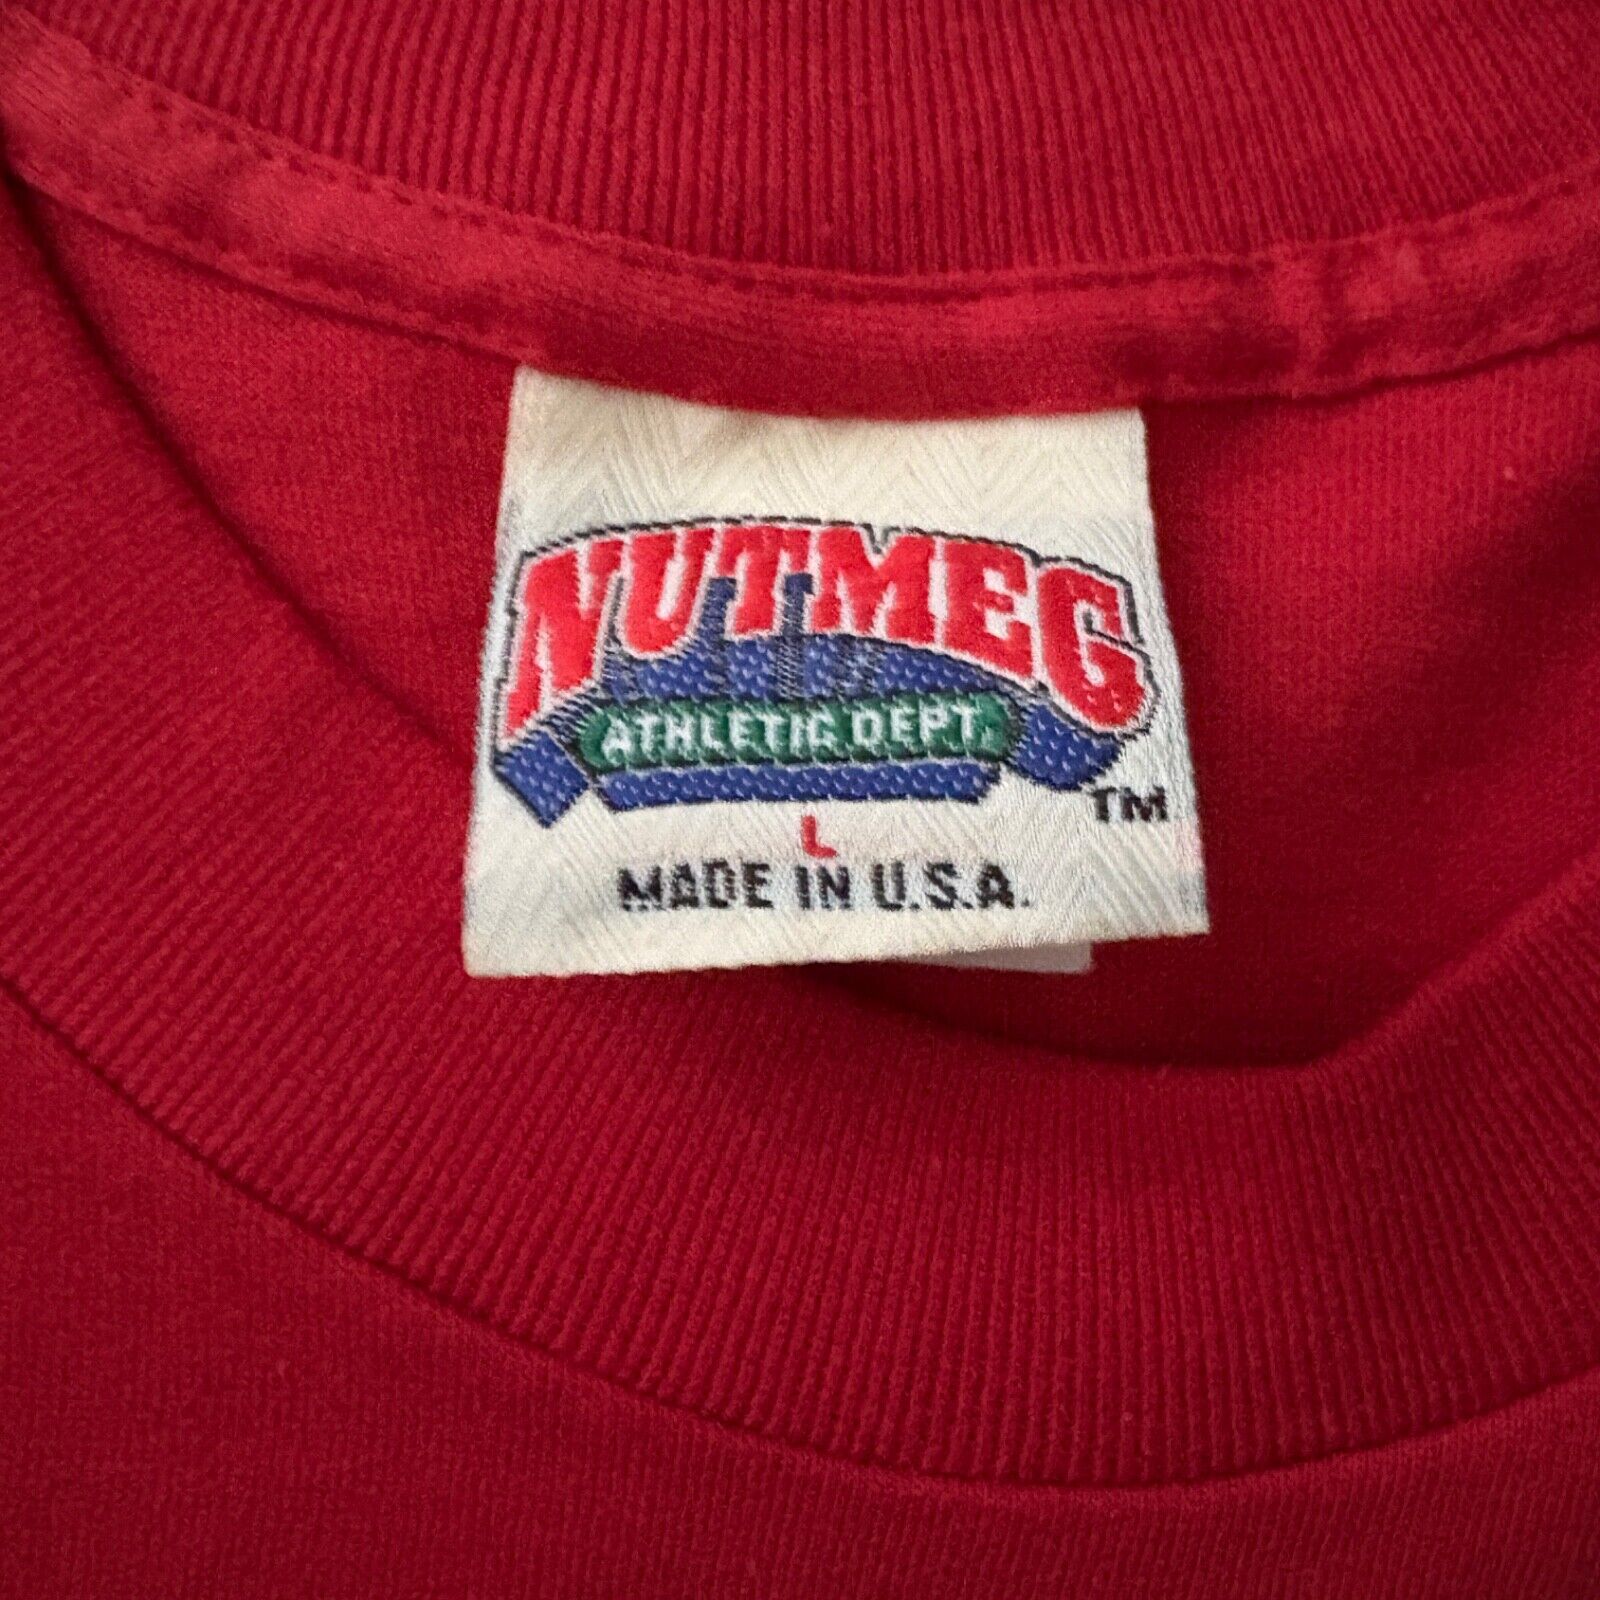 NUTMEG
ATHLETIC DEPT.
TM
L
MADE IN U.S.A.